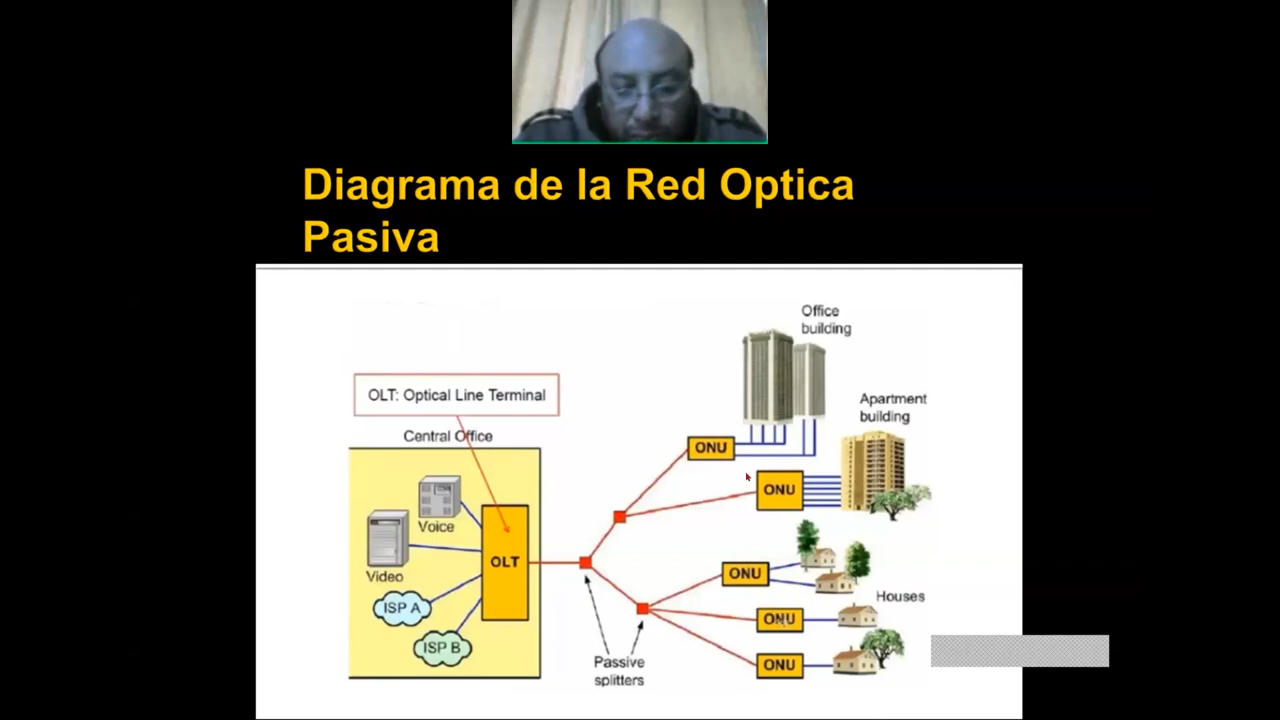 Diagrama de la Red Optica
Pasiva
Office
building
OLT: Optical Line Terminal
Apartment
building
Central Office
ONU
ONU
Voice
OLT
Video
ONU
Houses
ISP A
ONU
ISP B
Passive
splitters
ONU